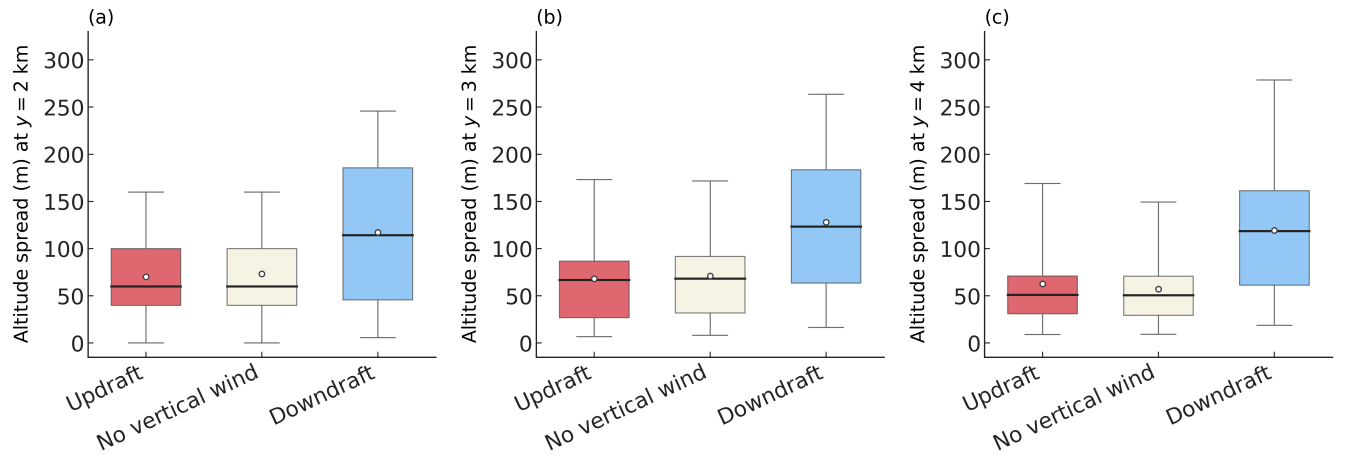 (a)
Altitude spread (m) at y = 2 km
300
250
200
150
100
50
0
Updraft
No vertical wind
Downdraft
(b)
Altitude spread (m) at y = 3 km
300
250
200
150
100
50
0
Updraft
No vertical wind
Downdraft
(c)
Altitude spread (m) at y = 4 km
300
250
200
150
100
50
0
Updraft
No vertical wind
Downdraft